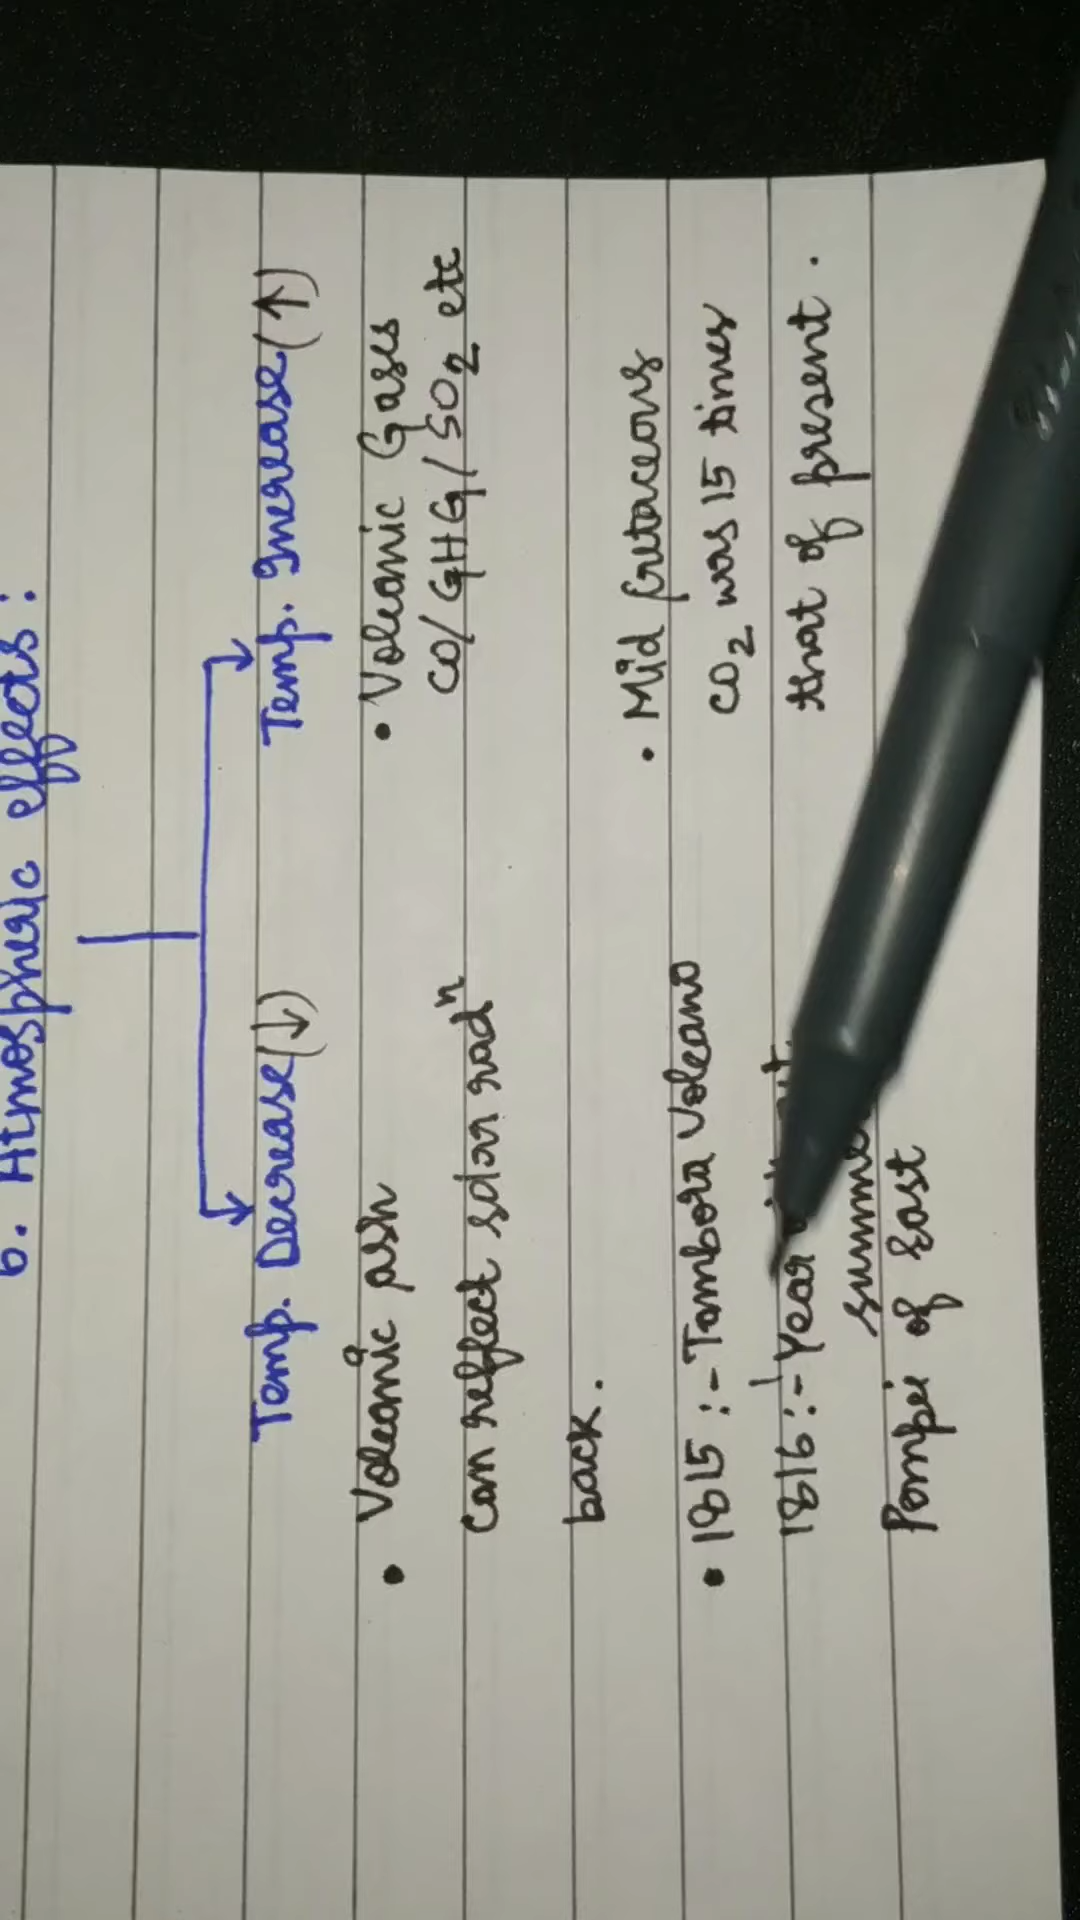 6. Atmospheric effects :
Temp. Decrease (↓)
• Volcanic ash
can reflect solar radⁿ
back.
• 1815 :- Tambora Volcano
1816 :- Year
summe
Pompei of East
Temp. Increase (↑)
• Volcanic Gases
CO/GHG/SO₂ etc
• Mid Cretaceous
CO₂ was 15 times
that of present.